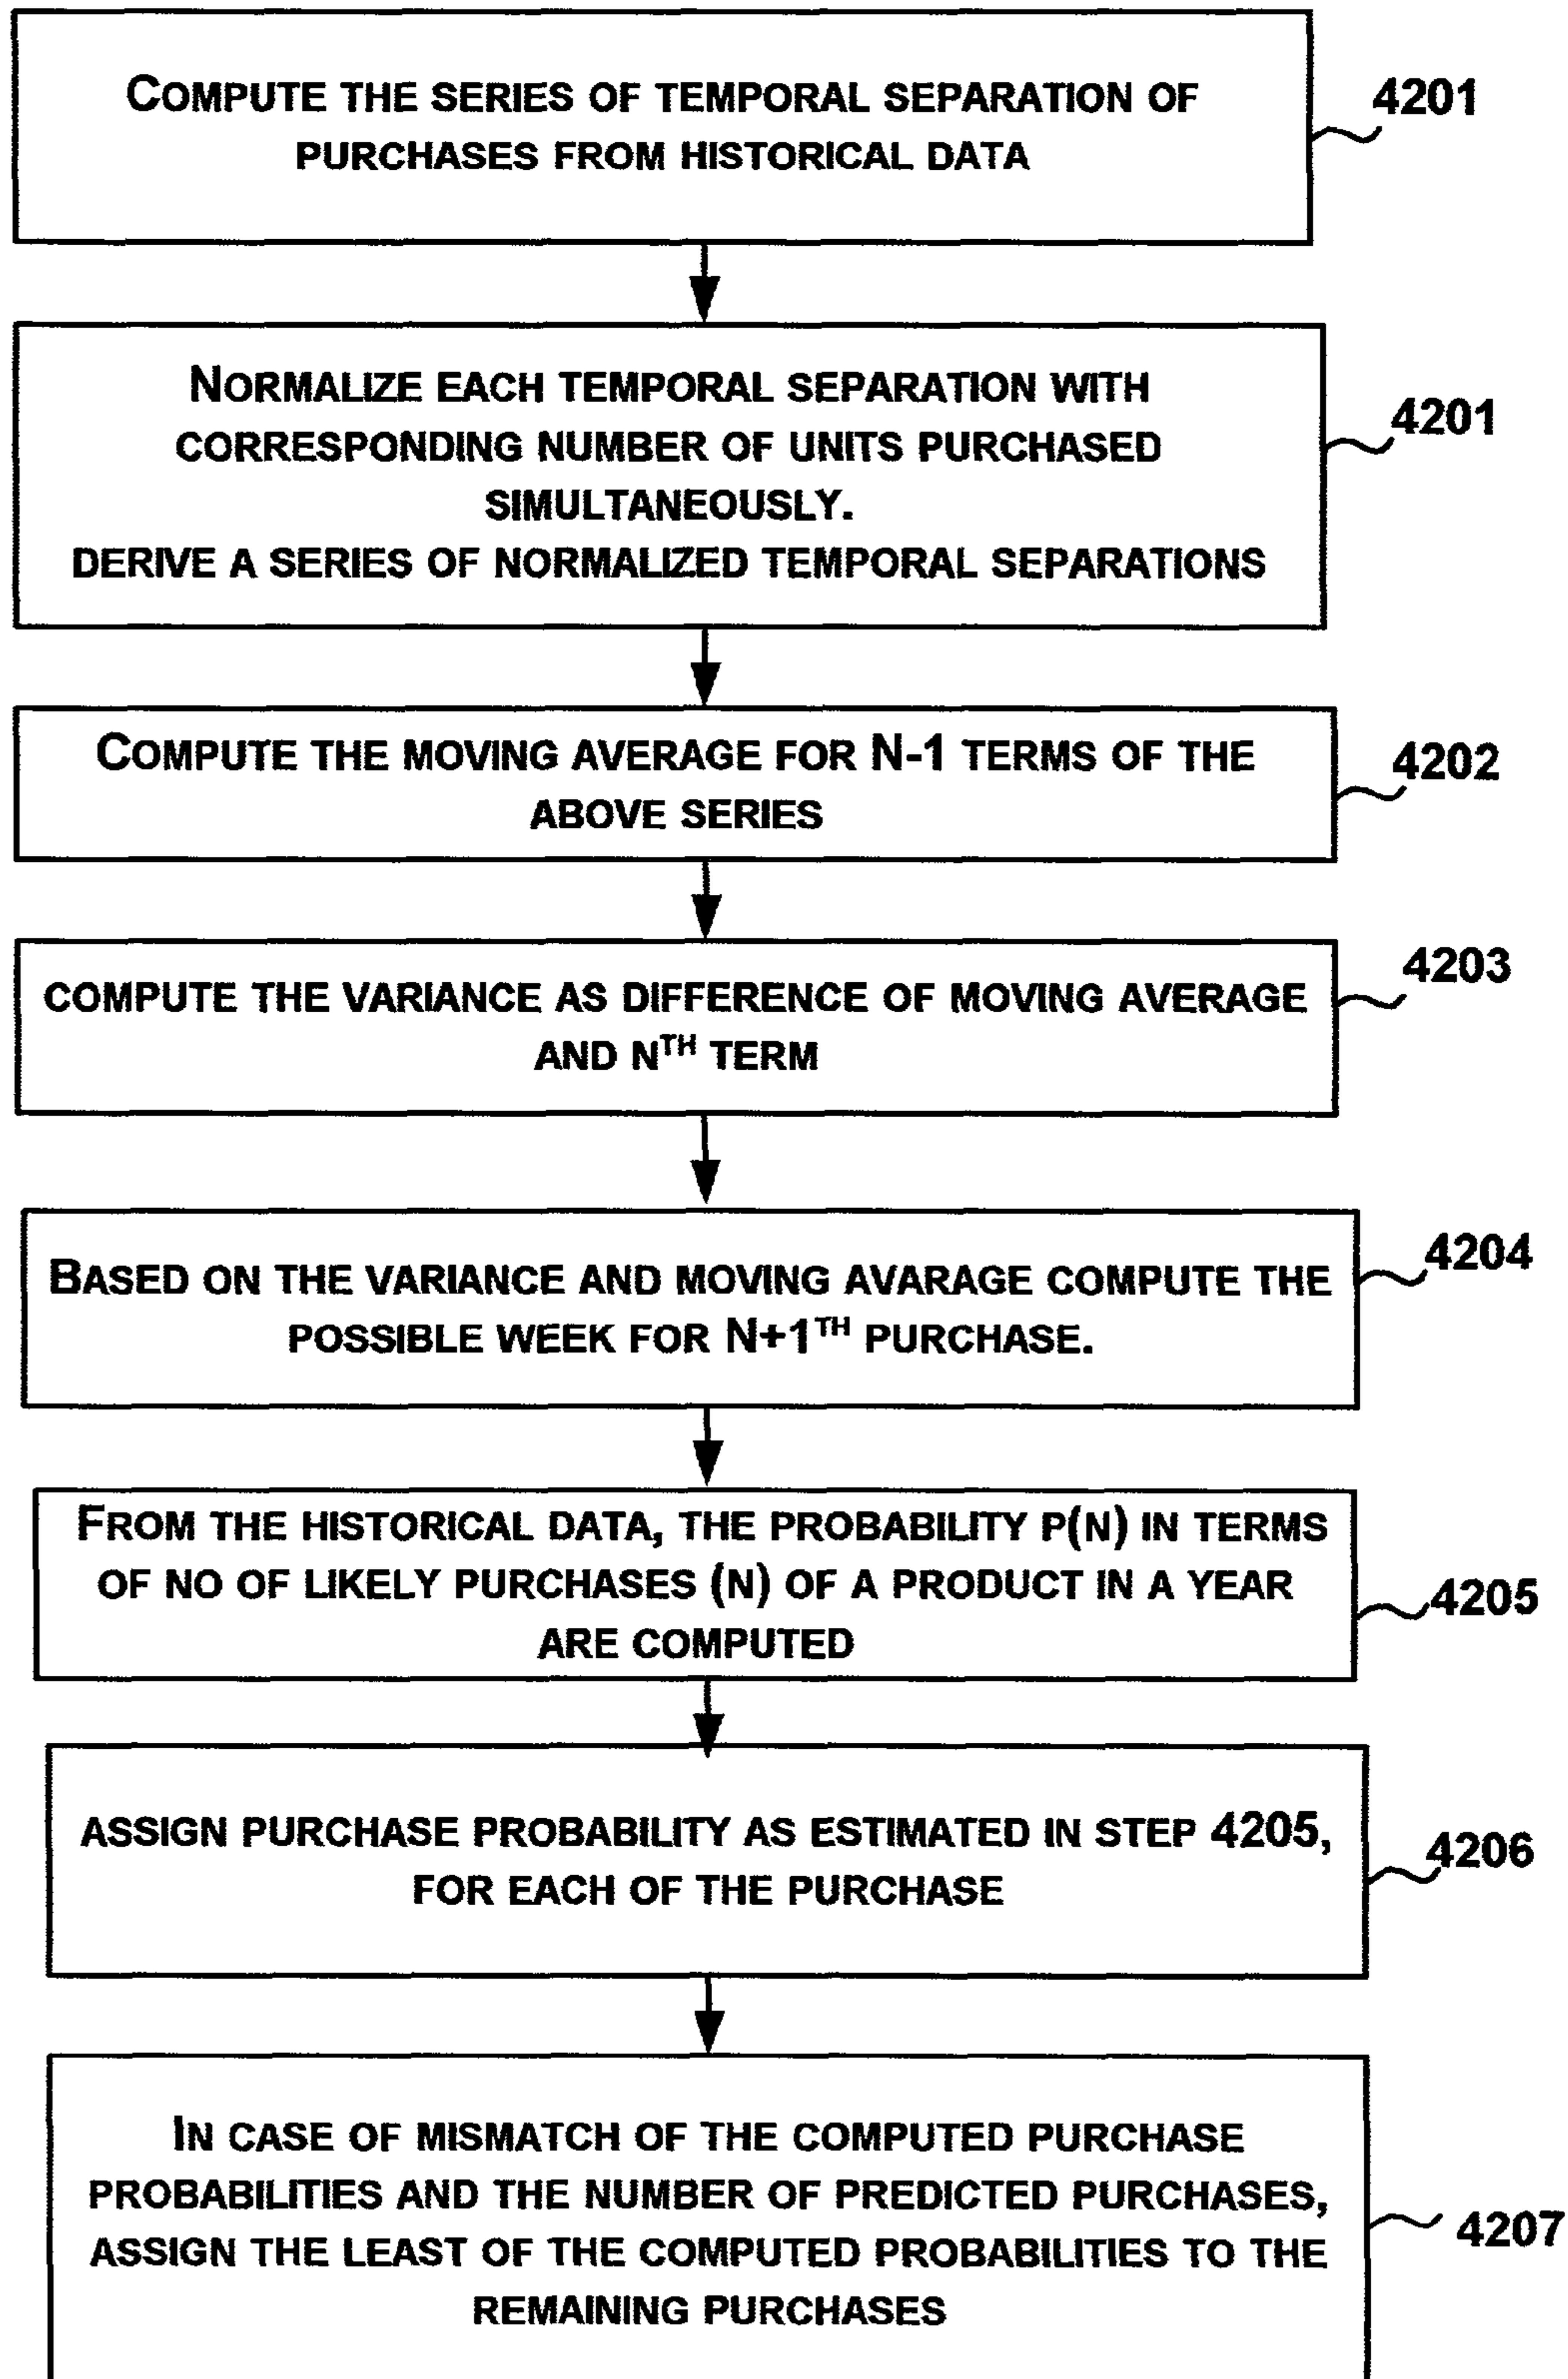 COMPUTE THE SERIES OF TEMPORAL SEPARATION OF
PURCHASES FROM HISTORICAL DATA
4201
NORMALIZE EACH TEMPORAL SEPARATION WITH
CORRESPONDING NUMBER OF UNITS PURCHASED
SIMULTANEOUSLY.
DERIVE A SERIES OF NORMALIZED TEMPORAL SEPARATIONS
4201
COMPUTE THE MOVING AVERAGE FOR N-1 TERMS OF THE
ABOVE SERIES
4202
COMPUTE THE VARIANCE AS DIFFERENCE OF MOVING AVERAGE
AND NTH TERM
4203
BASED ON THE VARIANCE AND MOVING AVARAGE COMPUTE THE
POSSIBLE WEEK FOR N+1TH PURCHASE.
4204
FROM THE HISTORICAL DATA, THE PROBABILITY P(N) IN TERMS
OF NO OF LIKELY PURCHASES (N) OF A PRODUCT IN A YEAR
ARE COMPUTED
4205
ASSIGN PURCHASE PROBABILITY AS ESTIMATED IN STEP 4205,
FOR EACH OF THE PURCHASE
4206
IN CASE OF MISMATCH OF THE COMPUTED PURCHASE
PROBABILITIES AND THE NUMBER OF PREDICTED PURCHASES,
ASSIGN THE LEAST OF THE COMPUTED PROBABILITIES TO THE
REMAINING PURCHASES
4207